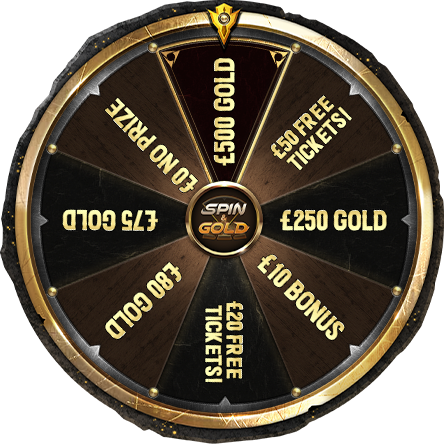 £500 GOLD
£50 FREE
TICKETS!
£250 GOLD
£10 BONUS
£20 FREE
TICKETS!
£80 GOLD
£75 GOLD
£0 NO PRIZE
SPIN
GOLD